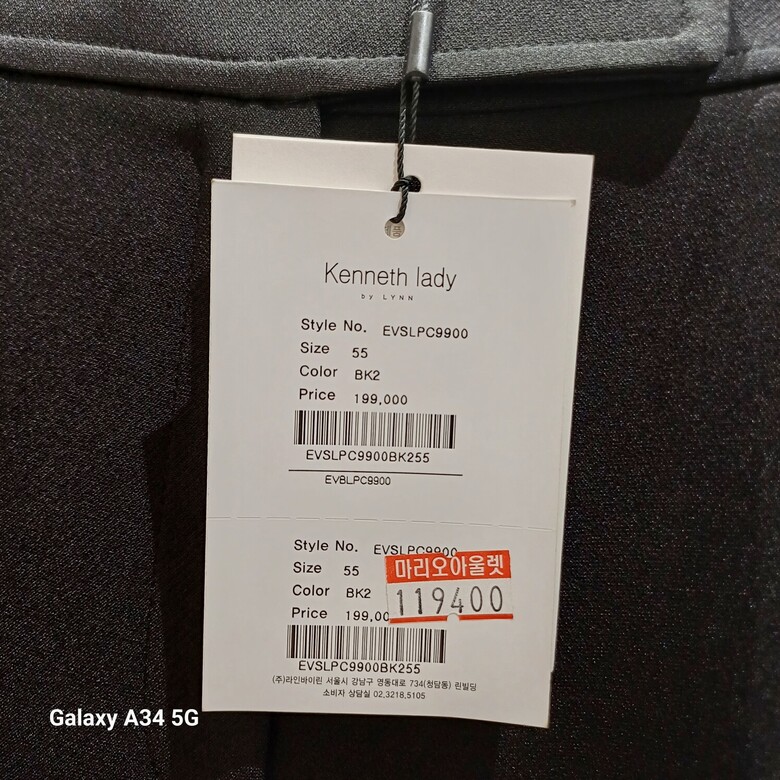 Kenneth lady
by LYNN
Style No. EVSLPC9900
Size 55
Color BK2
Price 199,000
EVSLPC9900BK255
EVBLPC9900
Style No. EVSLPC9900
Size 55
마리오아울렛
Color BK2
119400
Price 199,00
EVSLPC9900BK255
(주)라인바이린 서울시 강남구 영동대로 734(청담동) 린빌딩
소비자 상담실 02,3218,5105
Galaxy A34 5G